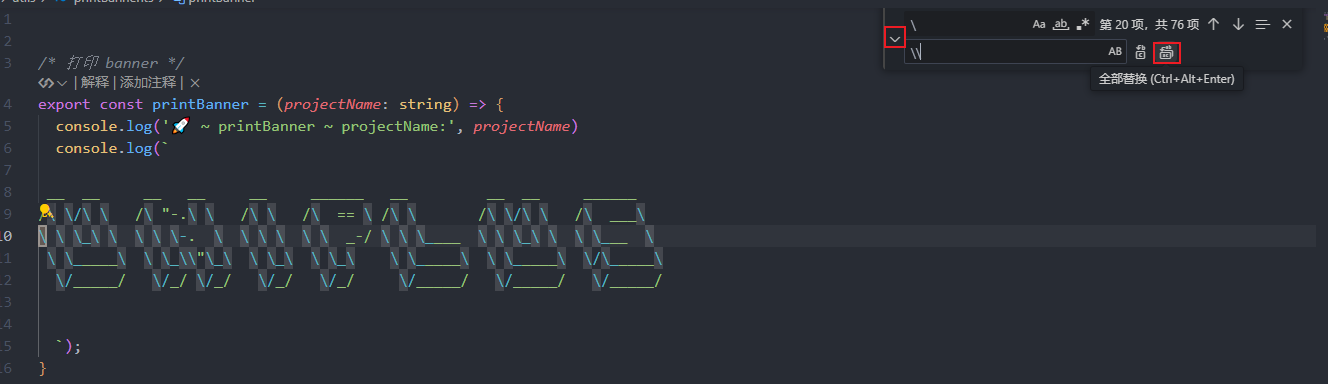 utils > printBanner.ts > printBanner
1
2
3 /* 打印 banner */
| 解释 | 添加注释 | ×
4 export const printBanner = (projectName: string) => {
5   console.log('🚀 ~ printBanner ~ projectName:', projectName)
6   console.log(`
7
8  __  __     __   __     __     ______   __         __  __     ______
9 /\ \/\ \   /\ "-.\ \   /\ \   /\  == \ /\ \       /\ \/\ \   /\  ___\
10 \ \ \_\ \  \ \ \-.  \  \ \ \  \ \  _-/ \ \ \____  \ \ \_\ \  \ \___  \
11  \ \_____\  \ \_\\"\_\  \ \_\  \ \_\    \ \_____\  \ \_____\  \/\_____\
12   \/_____/   \/_/ \/_/   \/_/   \/_/     \/_____/   \/_____/   \/_____/
13
14
15   `);
16 }
\
Aa ab .* 第 20 项，共 76 项
\\
AB
全部替换 (Ctrl+Alt+Enter)